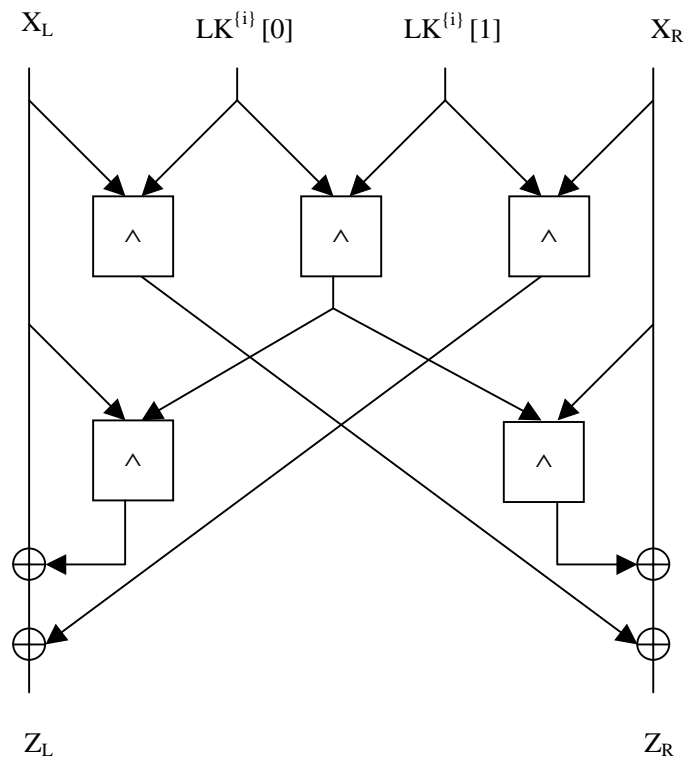 X_L LK^{i} [0] LK^{i} [1] X_R
^ ^ ^
^ ^
Z_L Z_R